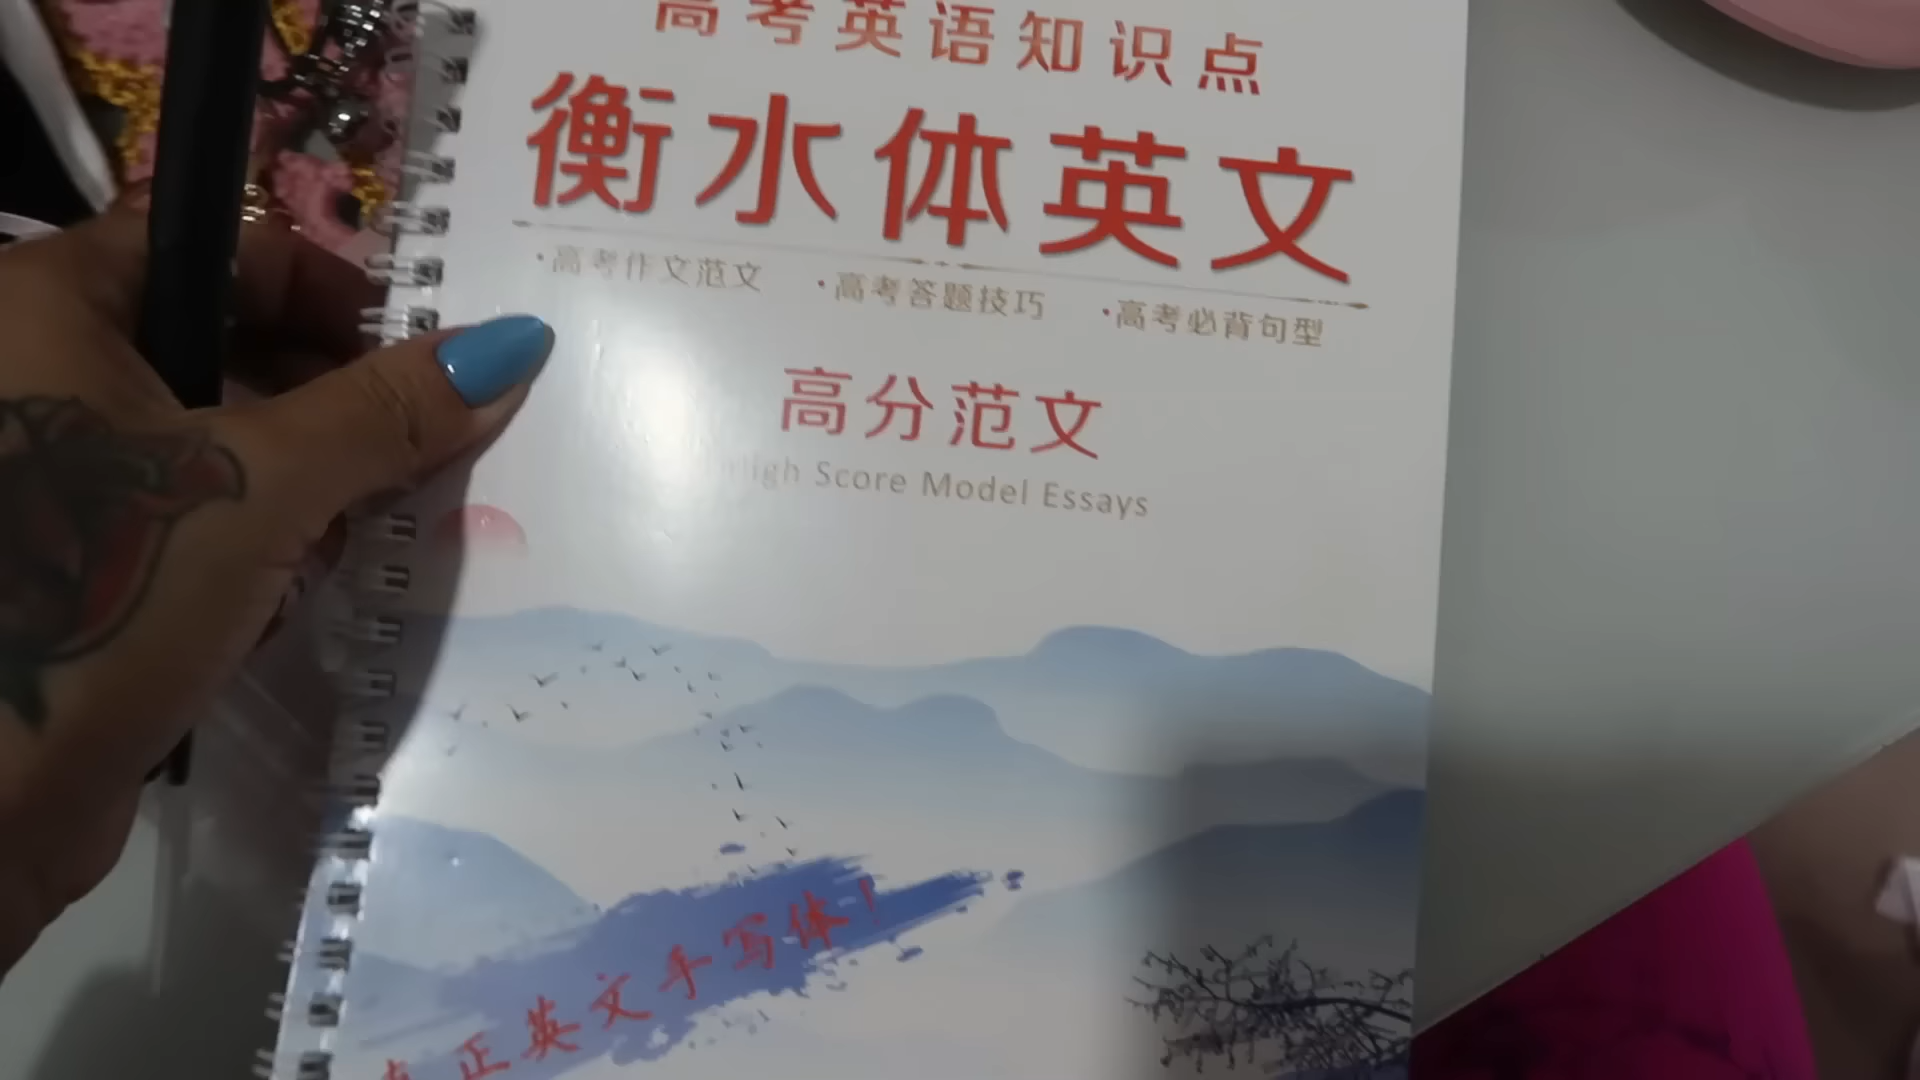 高考英语知识点
衡水体英文
·高考作文范文 ·高考答题技巧 ·高考必背句型
高分范文
High Score Model Essays
真正英文手写体!